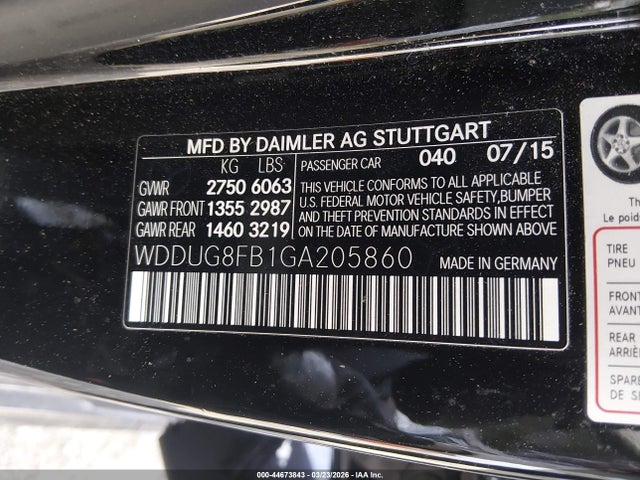 MFD BY DAIMLER AG STUTTGART
KG LBS
GVWR 2750 6063
GAWR FRONT 1355 2987
GAWR REAR 1460 3219
PASSENGER CAR 040 07/15
THIS VEHICLE CONFORMS TO ALL APPLICABLE
U.S. FEDERAL MOTOR VEHICLE SAFETY,BUMPER
AND THEFT PREVENTION STANDARDS IN EFFECT
ON THE DATE OF MANUFACTURE SHOWN ABOVE
WDDUG8FB1GA205860 MADE IN GERMANY
Le poids
TIRE
PNEU
FRONT
AVANT
REAR
ARRIÈ
SPARE
DE S
000-44673843 - 03/23/2026 - IAA Inc.